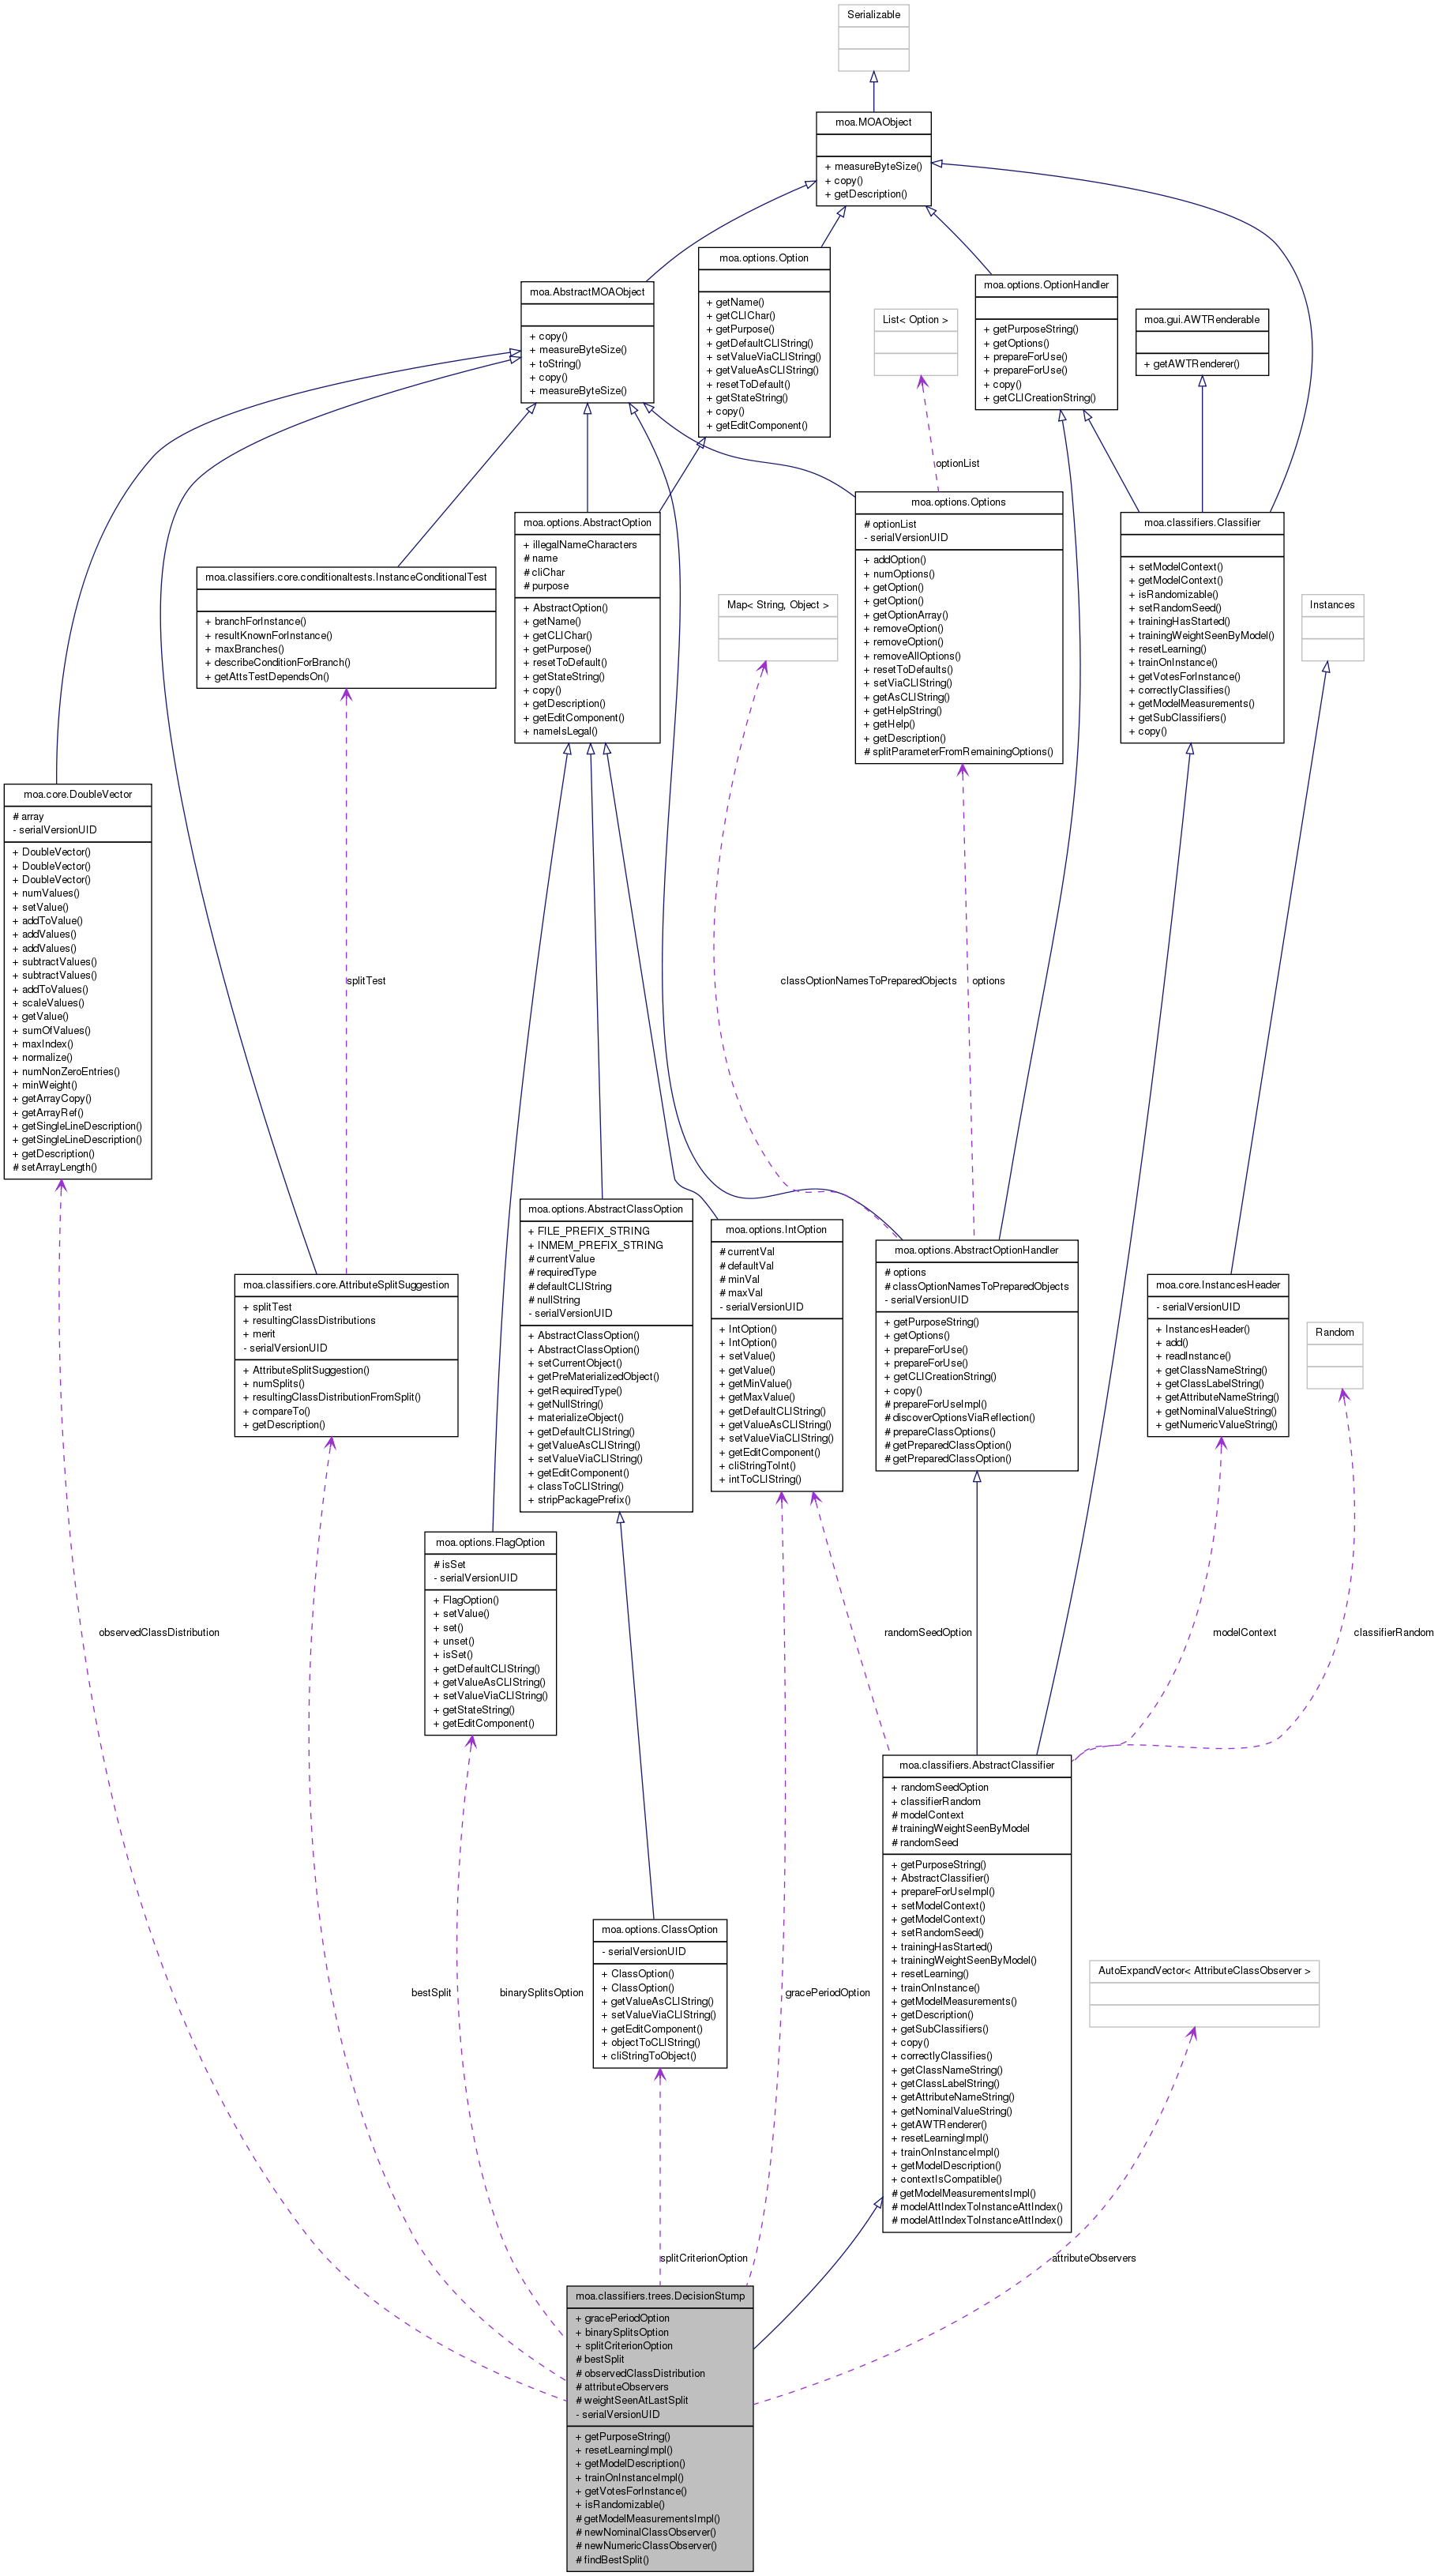 Serializable
moa.MOAObject
+ measureByteSize()
+ copy()
+ getDescription()
moa.options.Option
+ getName()
+ getCLIChar()
+ getPurpose()
+ getDefaultCLIString()
+ setValueViaCLIString()
+ getValueAsCLIString()
+ resetToDefault()
+ getStateString()
+ copy()
+ getEditComponent()
moa.options.OptionHandler
+ getPurposeString()
+ getOptions()
+ prepareForUse()
+ prepareForUse()
+ copy()
+ getCLICreationString()
moa.AbstractMOAObject
+ copy()
+ measureByteSize()
+ toString()
+ copy()
+ measureByteSize()
List< Option >
moa.gui.AWTRenderable
+ getAWTRenderer()
optionList
moa.options.Options
# optionList
- serialVersionUID
+ addOption()
+ numOptions()
+ getOption()
+ getOption()
+ getOptionArray()
+ removeOption()
+ removeOption()
+ removeAllOptions()
+ resetToDefaults()
+ setViaCLIString()
+ getAsCLIString()
+ getHelpString()
+ getHelp()
+ getDescription()
# splitParameterFromRemainingOptions()
moa.options.AbstractOption
+ illegalNameCharacters
# name
# cliChar
# purpose
+ AbstractOption()
+ getName()
+ getCLIChar()
+ getPurpose()
+ resetToDefault()
+ getStateString()
+ copy()
+ getDescription()
+ getEditComponent()
+ nameIsLegal()
moa.classifiers.Classifier
+ setModelContext()
+ getModelContext()
+ isRandomizable()
+ setRandomSeed()
+ trainingHasStarted()
+ trainingWeightSeenByModel()
+ resetLearning()
+ trainOnInstance()
+ getVotesForInstance()
+ correctlyClassifies()
+ getModelMeasurements()
+ getSubClassifiers()
+ copy()
moa.classifiers.core.conditionaltests.InstanceConditionalTest
+ branchForInstance()
+ resultKnownForInstance()
+ maxBranches()
+ describeConditionForBranch()
+ getAttsTestDependsOn()
Map< String, Object >
Instances
moa.core.DoubleVector
# array
- serialVersionUID
+ DoubleVector()
+ DoubleVector()
+ DoubleVector()
+ numValues()
+ setValue()
+ addToValue()
+ addValues()
+ addValues()
+ subtractValues()
+ subtractValues()
+ addToValues()
+ scaleValues()
+ getValue()
+ sumOfValues()
+ maxIndex()
+ normalize()
+ numNonZeroEntries()
+ minWeight()
+ getArrayCopy()
+ getArrayRef()
+ getSingleLineDescription()
+ getSingleLineDescription()
+ getDescription()
# setArrayLength()
splitTest
classOptionNamesToPreparedObjects
options
moa.options.AbstractClassOption
+ FILE_PREFIX_STRING
+ INMEM_PREFIX_STRING
# currentValue
# requiredType
# defaultCLIString
# nullString
- serialVersionUID
+ AbstractClassOption()
+ AbstractClassOption()
+ setCurrentObject()
+ getPreMaterializedObject()
+ getRequiredType()
+ getNullString()
+ materializeObject()
+ getDefaultCLIString()
+ getValueAsCLIString()
+ setValueViaCLIString()
+ getEditComponent()
+ classToCLIString()
+ stripPackagePrefix()
moa.options.IntOption
# currentVal
# defaultVal
# minVal
# maxVal
- serialVersionUID
+ IntOption()
+ IntOption()
+ setValue()
+ getValue()
+ getMinValue()
+ getMaxValue()
+ getDefaultCLIString()
+ getValueAsCLIString()
+ setValueViaCLIString()
+ getEditComponent()
+ cliStringToInt()
+ intToCLIString()
moa.options.AbstractOptionHandler
# options
# classOptionNamesToPreparedObjects
- serialVersionUID
+ getPurposeString()
+ getOptions()
+ prepareForUse()
+ prepareForUse()
+ getCLICreationString()
+ copy()
# prepareForUseImpl()
# discoverOptionsViaReflection()
# prepareClassOptions()
# getPreparedClassOption()
# getPreparedClassOption()
moa.classifiers.core.AttributeSplitSuggestion
+ splitTest
+ resultingClassDistributions
+ merit
- serialVersionUID
+ AttributeSplitSuggestion()
+ numSplits()
+ resultingClassDistributionFromSplit()
+ compareTo()
+ getDescription()
moa.core.InstancesHeader
- serialVersionUID
+ InstancesHeader()
+ add()
+ readInstance()
+ getClassNameString()
+ getClassLabelString()
+ getAttributeNameString()
+ getNominalValueString()
+ getNumericValueString()
Random
moa.options.FlagOption
# isSet
- serialVersionUID
+ FlagOption()
+ setValue()
+ set()
+ unset()
+ isSet()
+ getDefaultCLIString()
+ getValueAsCLIString()
+ setValueViaCLIString()
+ getStateString()
+ getEditComponent()
observedClassDistribution
randomSeedOption
modelContext
classifierRandom
moa.classifiers.AbstractClassifier
+ randomSeedOption
+ classifierRandom
# modelContext
# trainingWeightSeenByModel
# randomSeed
+ getPurposeString()
+ AbstractClassifier()
+ prepareForUseImpl()
+ setModelContext()
+ getModelContext()
+ setRandomSeed()
+ trainingHasStarted()
+ trainingWeightSeenByModel()
+ resetLearning()
+ trainOnInstance()
+ getModelMeasurements()
+ getDescription()
+ getSubClassifiers()
+ copy()
+ correctlyClassifies()
+ getClassNameString()
+ getClassLabelString()
+ getAttributeNameString()
+ getNominalValueString()
+ getAWTRenderer()
+ resetLearningImpl()
+ trainOnInstanceImpl()
+ getModelDescription()
+ contextIsCompatible()
# getModelMeasurementsImpl()
# modelAttIndexToInstanceAttIndex()
# modelAttIndexToInstanceAttIndex()
moa.options.ClassOption
- serialVersionUID
+ ClassOption()
+ ClassOption()
+ getValueAsCLIString()
+ setValueViaCLIString()
+ getEditComponent()
+ objectToCLIString()
+ cliStringToObject()
AutoExpandVector< AttributeClassObserver >
bestSplit
binarySplitsOption
gracePeriodOption
splitCriterionOption
attributeObservers
moa.classifiers.trees.DecisionStump
+ gracePeriodOption
+ binarySplitsOption
+ splitCriterionOption
# bestSplit
# observedClassDistribution
# attributeObservers
# weightSeenAtLastSplit
- serialVersionUID
+ getPurposeString()
+ resetLearningImpl()
+ getModelDescription()
+ trainOnInstanceImpl()
+ getVotesForInstance()
+ isRandomizable()
# getModelMeasurementsImpl()
# newNominalClassObserver()
# newNumericClassObserver()
# findBestSplit()